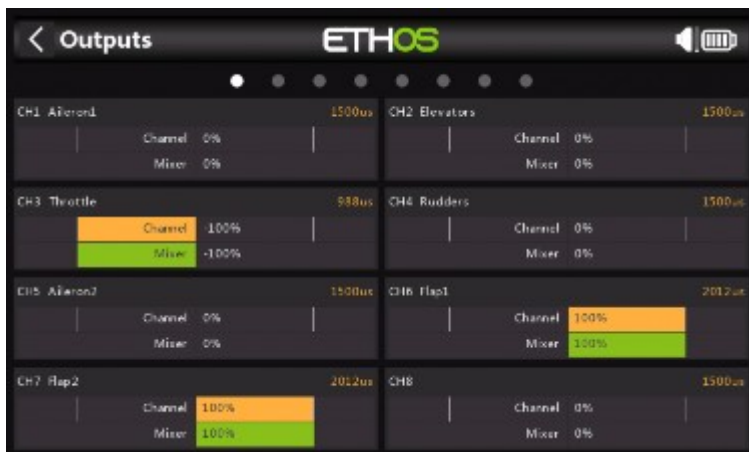 Outputs
ETHOS
CH1 Aileron1 1500us
Channel 0%
Mixer 0%
CH2 Elevators 1500us
Channel 0%
Mixer 0%
CH3 Throttle 988us
Channel -100%
Mixer -100%
CH4 Rudders 1500us
Channel 0%
Mixer 0%
CH5 Aileron2 1500us
Channel 0%
Mixer 0%
CH6 Flap1 2012us
Channel 100%
Mixer 100%
CH7 Flap2 2012us
Channel 100%
Mixer 100%
CH8 1500us
Channel 0%
Mixer 0%